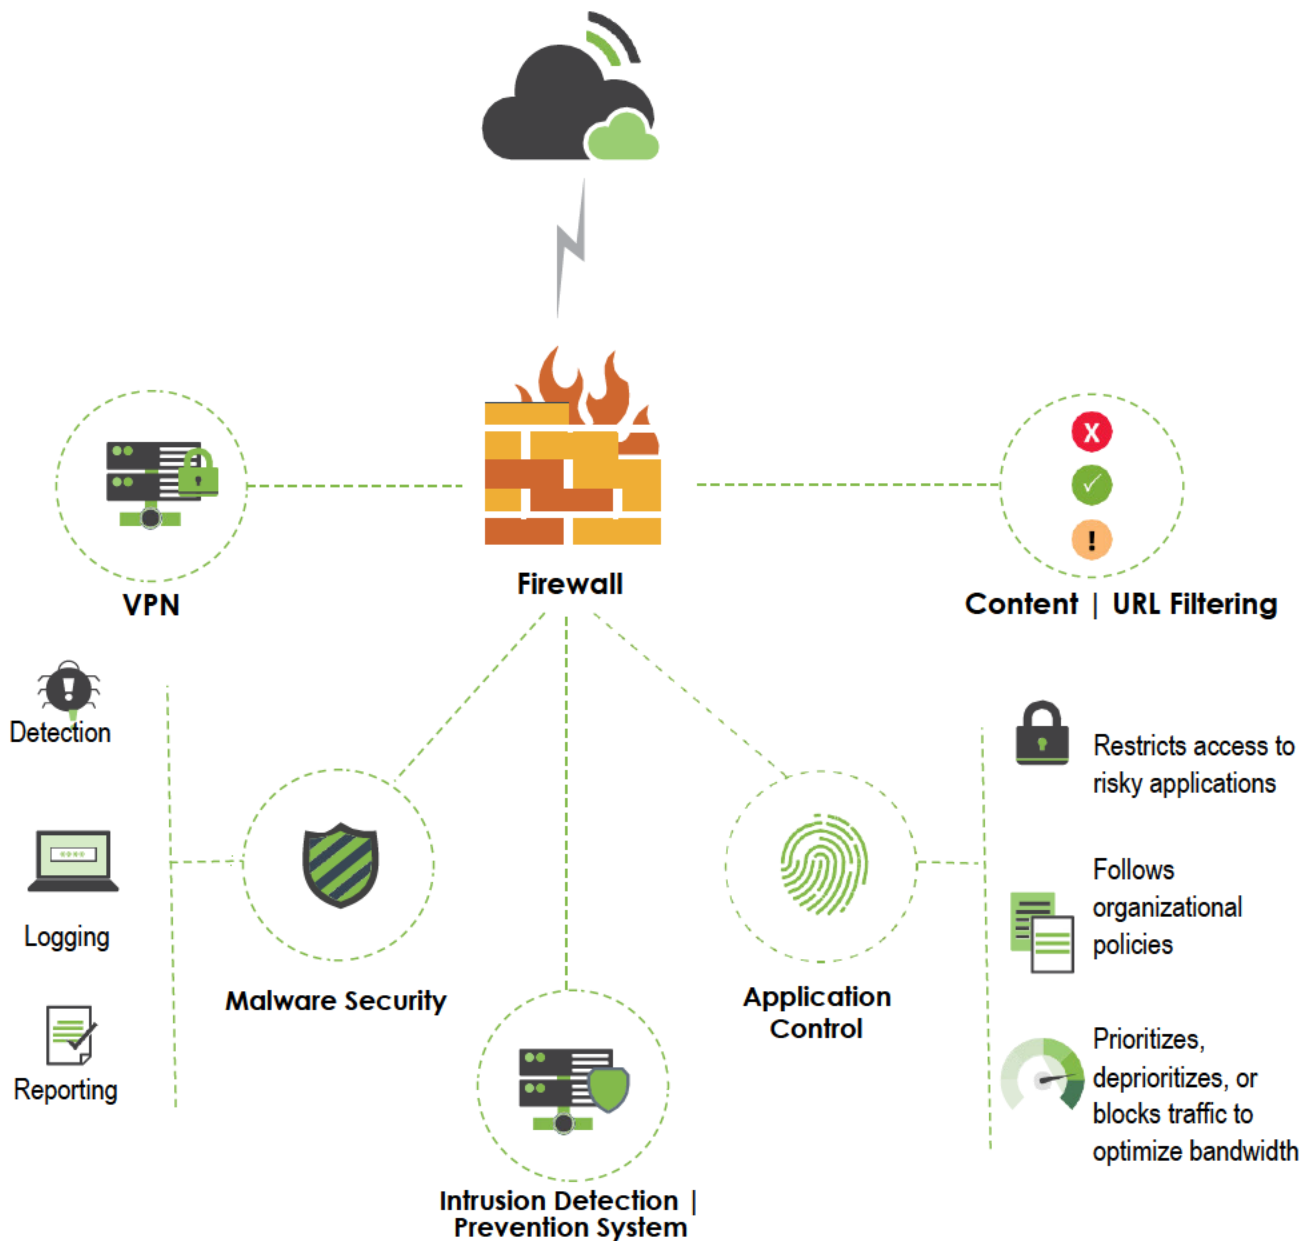 Firewall
VPN
Content | URL Filtering
Detection
Logging
Reporting
Malware Security
Intrusion Detection |
Prevention System
Application
Control
Restricts access to
risky applications
Follows
organizational
policies
Prioritizes,
deprioritizes, or
blocks traffic to
optimize bandwidth